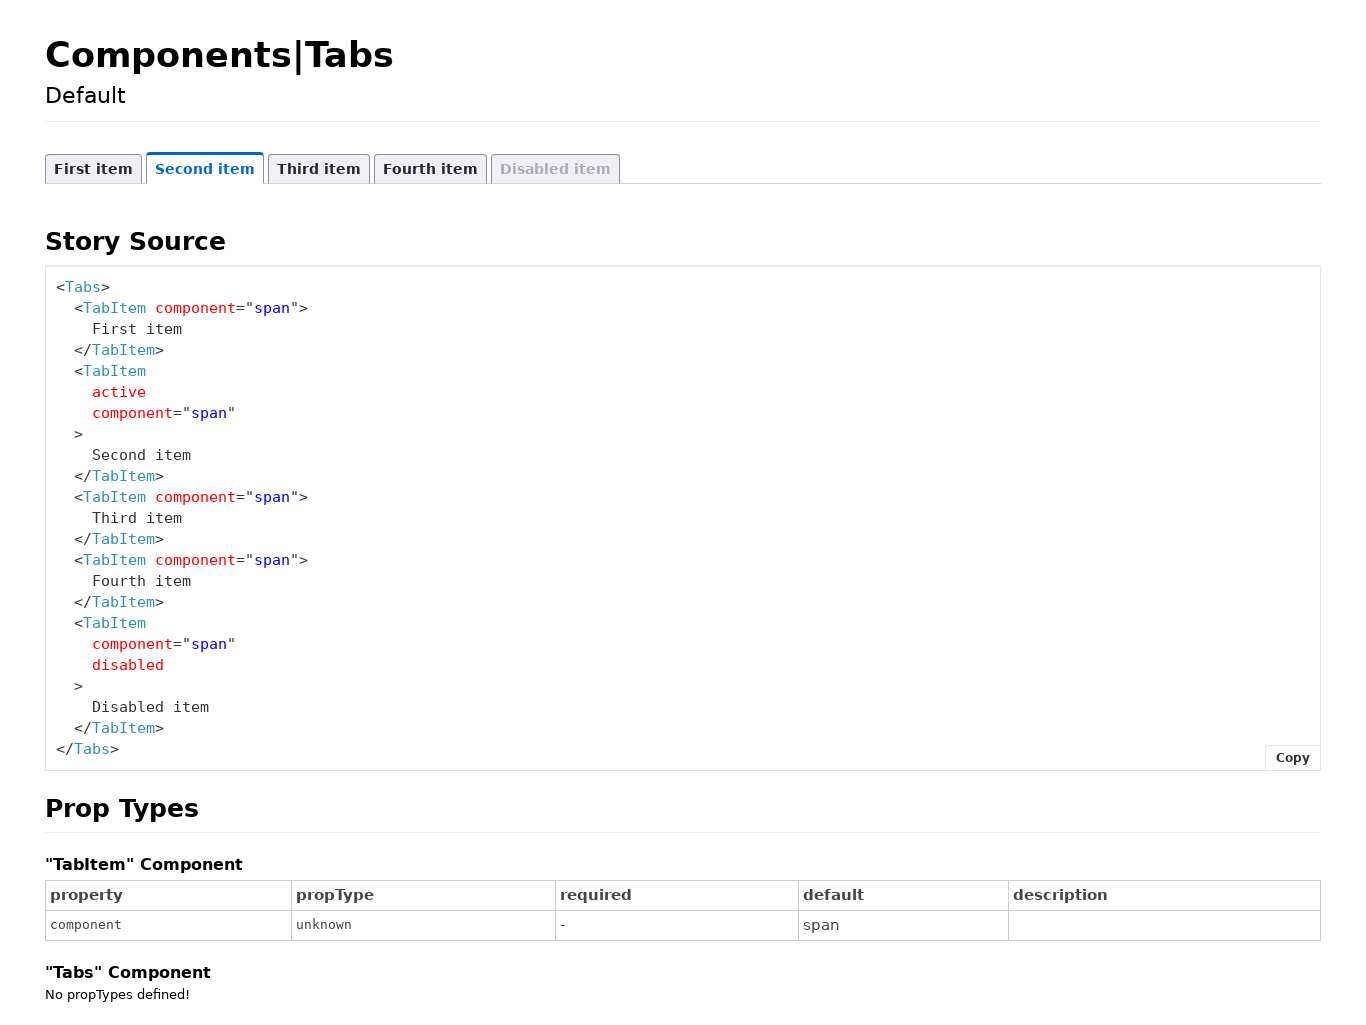 Components|Tabs
Default
First item Second item Third item Fourth item Disabled item
Story Source
<Tabs>
  <TabItem component="span">
    First item
  </TabItem>
  <TabItem
    active
    component="span"
  >
    Second item
  </TabItem>
  <TabItem component="span">
    Third item
  </TabItem>
  <TabItem component="span">
    Fourth item
  </TabItem>
  <TabItem
    component="span"
    disabled
  >
    Disabled item
  </TabItem>
</Tabs>
Copy
Prop Types
"TabItem" Component
property propType required default description
component unknown - span
"Tabs" Component
No propTypes defined!